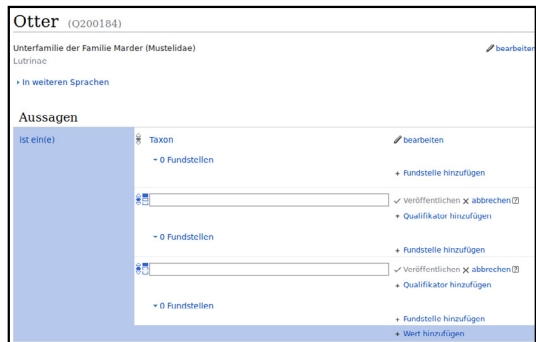 Otter (Q200184)
Unterfamilie der Familie Marder (Mustelidae)
bearbeiten
Lutrinae
In weiteren Sprachen
Aussagen
Ist ein(e)
Taxon
bearbeiten
0 Fundstellen
+ Fundstelle hinzufügen
Veröffentlichen abbrechen [?]
+ Qualifikator hinzufügen
0 Fundstellen
+ Fundstelle hinzufügen
Veröffentlichen abbrechen [?]
+ Qualifikator hinzufügen
0 Fundstellen
+ Fundstelle hinzufügen
+ Wert hinzufügen